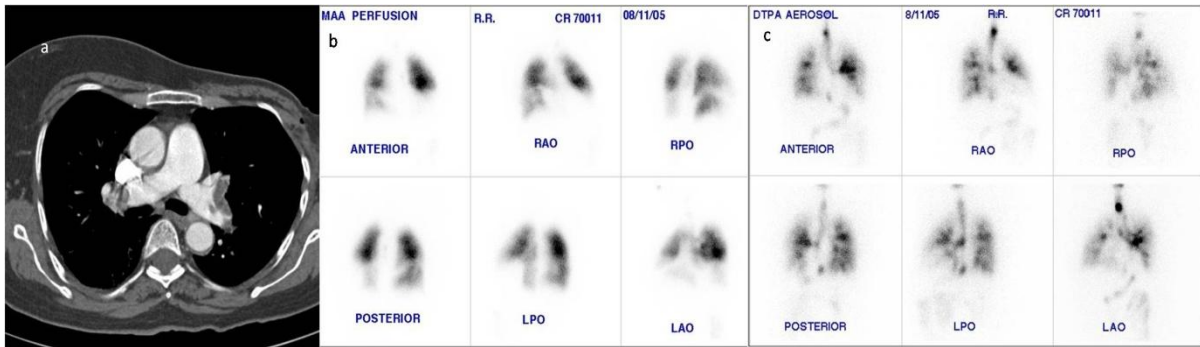 a
MAA PERFUSION R.R. CR 70011 08/11/05
b
ANTERIOR RAO RPO
POSTERIOR LPO LAO
DTPA AEROSOL 8/11/05 R.R. CR 70011
c
ANTERIOR RAO RPO
POSTERIOR LPO LAO